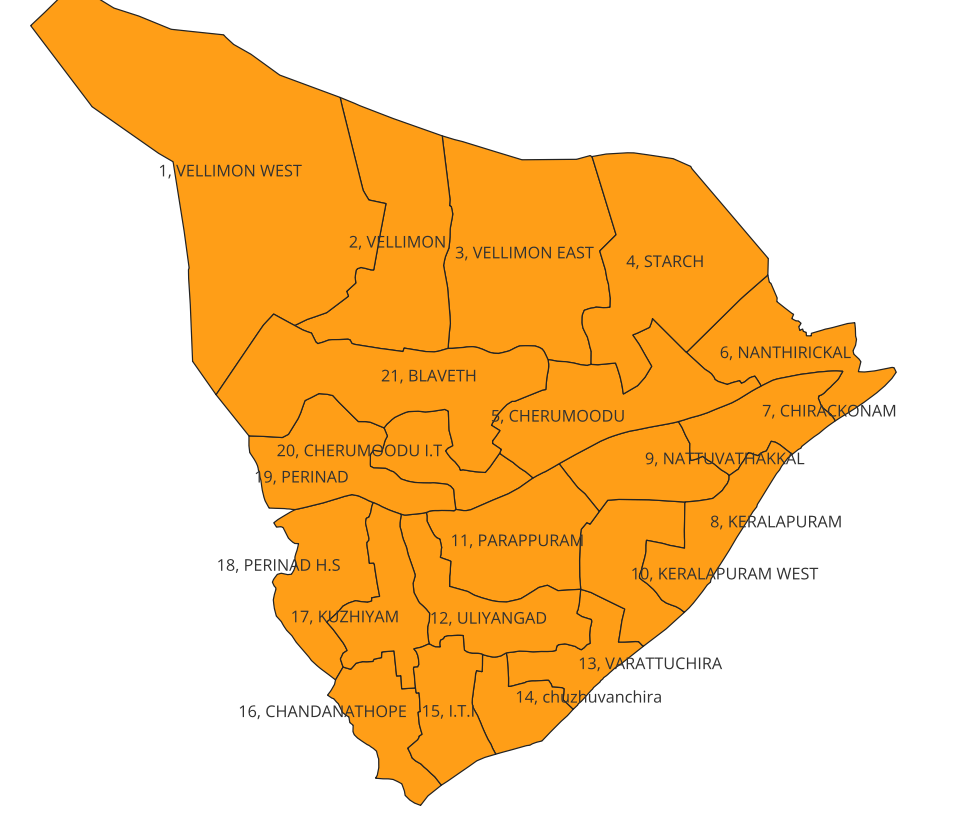 1, VELLIMON WEST
2, VELLIMON
3, VELLIMON EAST
4, STARCH
6, NANTHIRICKAL
21, BLAVETH
5, CHERUMOODU
7, CHIRACKONAM
20, CHERUMOODU I.T
9, NATTUVATHAKKAL
19, PERINAD
8, KERALAPURAM
11, PARAPPURAM
18, PERINAD H.S
10, KERALAPURAM WEST
17, KUZHIYAM
12, ULIYANGAD
13, VARATTUCHIRA
14, chuzhuvanchira
16, CHANDANATHOPE
15, I.T.I